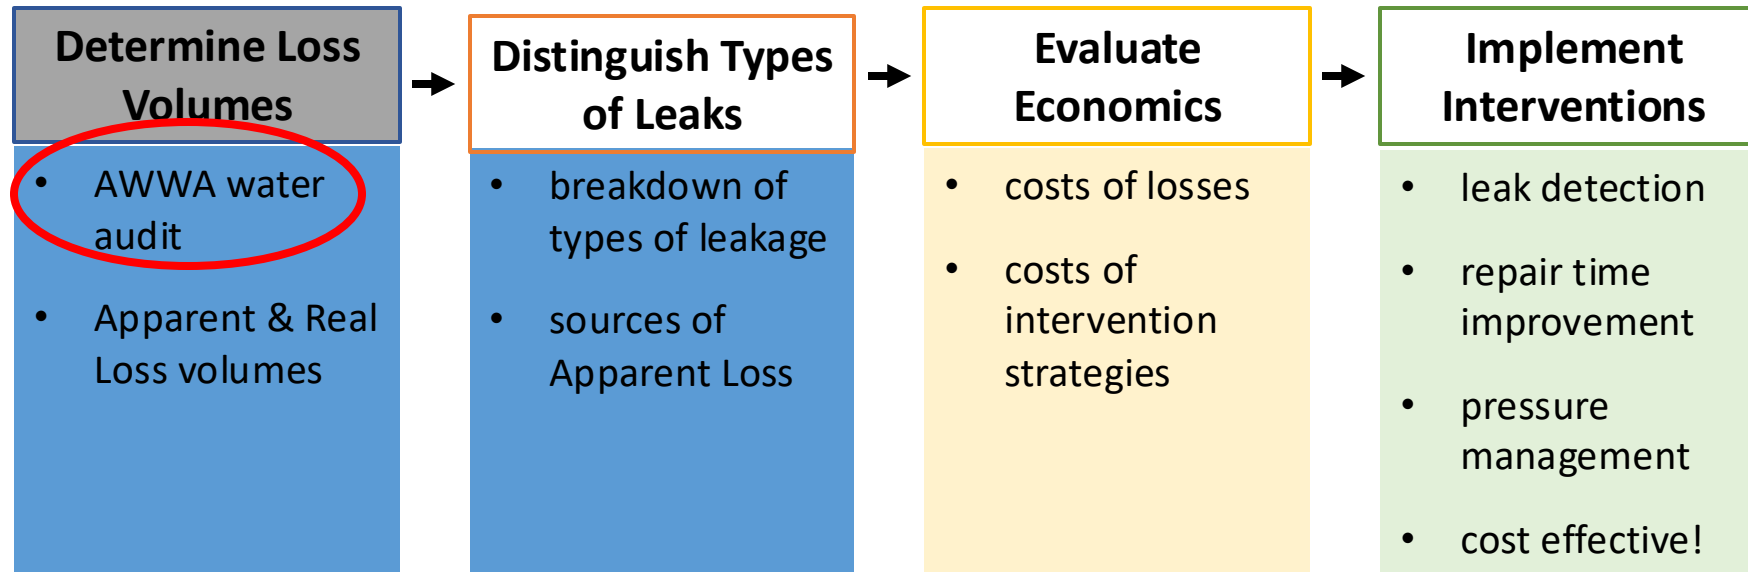 Determine Loss
Volumes
• AWWA water
audit
• Apparent & Real
Loss volumes
Distinguish Types
of Leaks
• breakdown of
types of leakage
• sources of
Apparent Loss
Evaluate
Economics
• costs of losses
• costs of
intervention
strategies
Implement
Interventions
• leak detection
• repair time
improvement
• pressure
management
• cost effective!